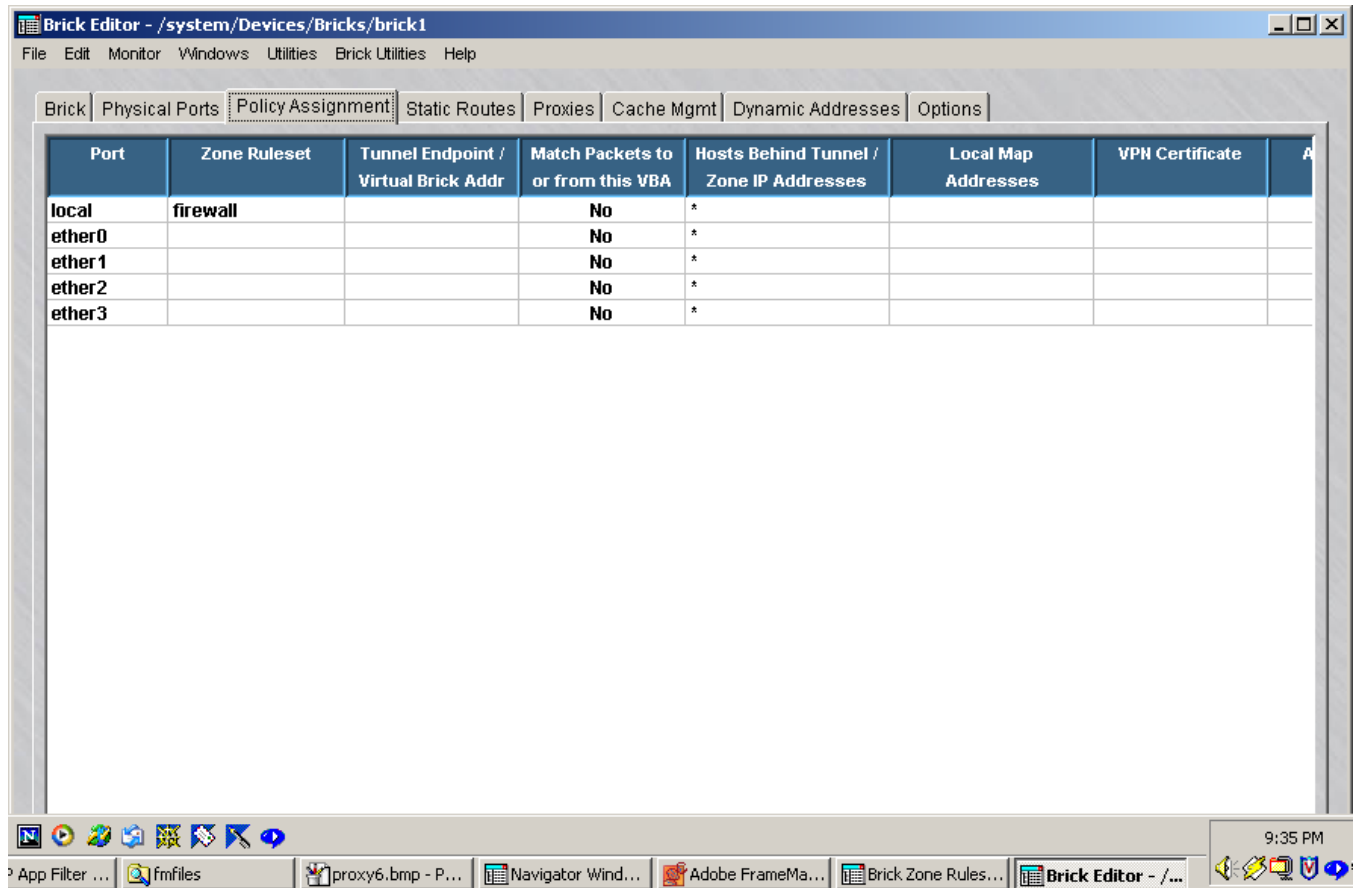 Brick Editor - /system/Devices/Bricks/brick1
File Edit Monitor Windows Utilities Brick Utilities Help
Brick Physical Ports Policy Assignment Static Routes Proxies Cache Mgmt Dynamic Addresses Options
Port Zone Ruleset Tunnel Endpoint / Match Packets to Hosts Behind Tunnel / Local Map VPN Certificate A
Virtual Brick Addr or from this VBA Zone IP Addresses Addresses
local firewall No *
ether0 No *
ether1 No *
ether2 No *
ether3 No *
N 9:35 PM
App Filter ... fmfiles proxy6.bmp - P... Navigator Wind... Adobe FrameMa... Brick Zone Rules... Brick Editor - /...